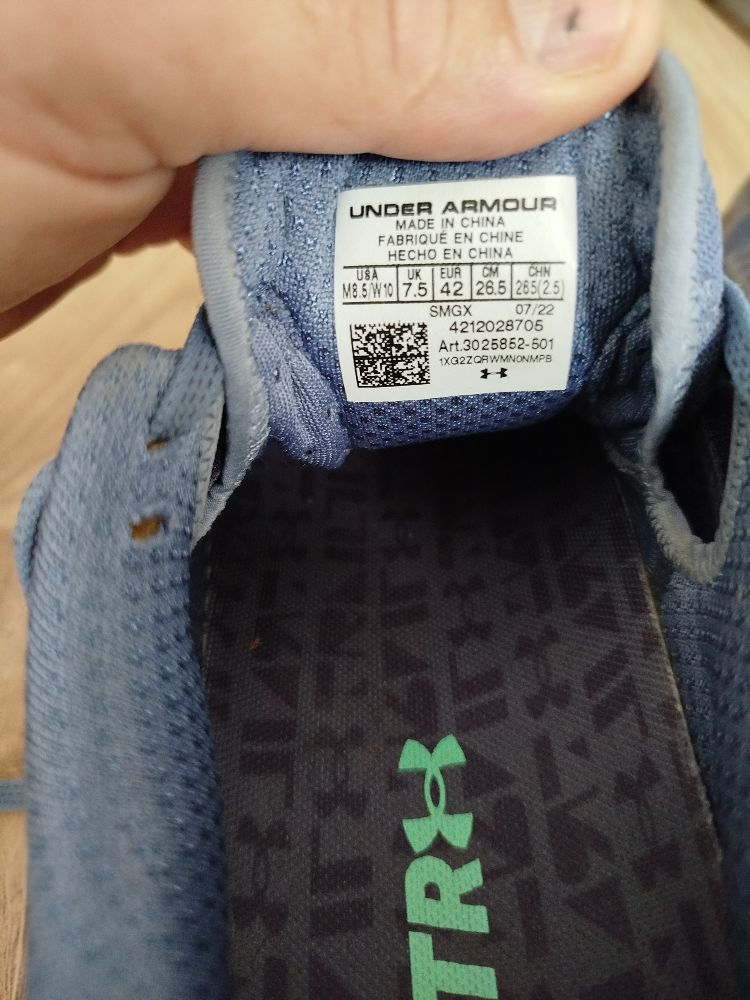 UNDER ARMOUR
MADE IN CHINA
FABRIQUÉ EN CHINE
HECHO EN CHINA
USA UK EUR CM CHN
M8.5/W10 7.5 42 26.5 265(2.5)
SMGX 07/22
4212028705
Art.3025852-501
1XG2ZQRWMN0NMPB
TR